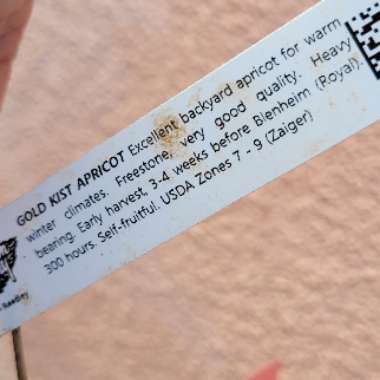 GOLD KIST APRICOT Excellent backyard apricot for warm
winter climates. Freestone, very good quality. Heavy
bearing. Early harvest, 3-4 weeks before Blenheim (Royal).
300 hours. Self-fruitful. USDA Zones 7 - 9 (Zaiger)